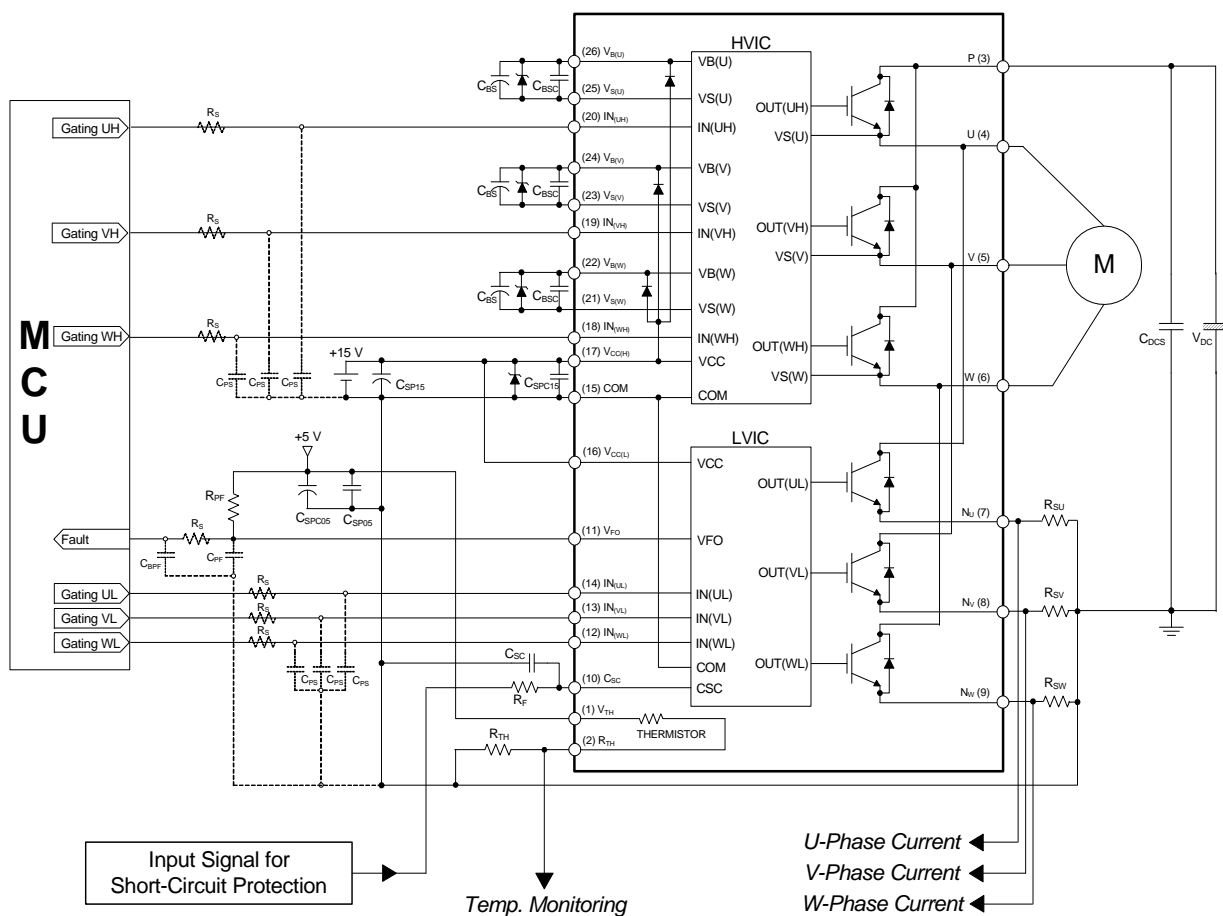 HVIC
(26) VB(U)
VB(U)
P (3)
CBS
CBSC
(25) VS(U)
VS(U)
OUT(UH)
RS
Gating UH
(20) IN(UH)
IN(UH)
VS(U)
U (4)
(24) VB(V)
VB(V)
CBS
CBSC
(23) VS(V)
VS(V)
RS
Gating VH
(19) IN(VH)
IN(VH)
OUT(VH)
VS(V)
V (5)
M
(22) VB(W)
VB(W)
CBS
CBSC
(21) VS(W)
VS(W)
RS
Gating WH
(18) IN(WH)
IN(WH)
OUT(WH)
CDCS
VDC
MCU
+15 V
(17) VCC(H)
VCC
VS(W)
CPS
CPS
CPS
CSP15
CSPC15
W (6)
(15) COM
COM
+5 V
LVIC
(16) VCC(L)
VCC
OUT(UL)
RPF
CSPC05
CSP05
NU (7)
RSU
RS
Fault
(11) VFO
VFO
CBPF
CPF
OUT(VL)
RS
Gating UL
(14) IN(UL)
IN(UL)
RS
NV (8)
RSV
Gating VL
(13) IN(VL)
IN(VL)
RS
Gating WL
(12) IN(WL)
IN(WL)
CSC
COM
OUT(WL)
CPS
CPS
CPS
(10) CSC
CSC
RF
NW (9)
RSW
(1) VTH
THERMISTOR
RTH
(2) RTH
Input Signal for
Short-Circuit Protection
Temp. Monitoring
U-Phase Current
V-Phase Current
W-Phase Current